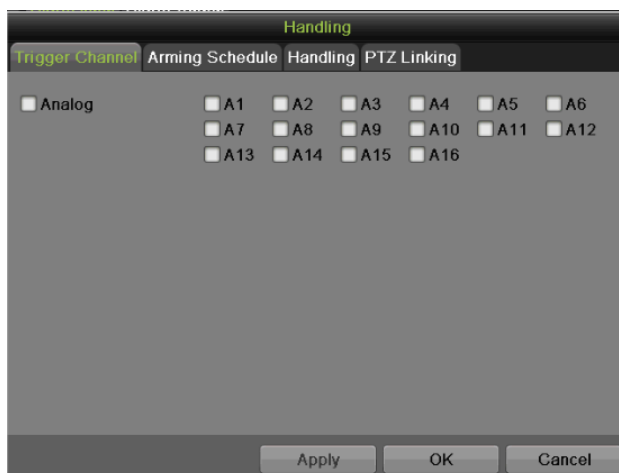 Handling
Trigger Channel Arming Schedule Handling PTZ Linking
Analog A1 A2 A3 A4 A5 A6
A7 A8 A9 A10 A11 A12
A13 A14 A15 A16
Apply OK Cancel